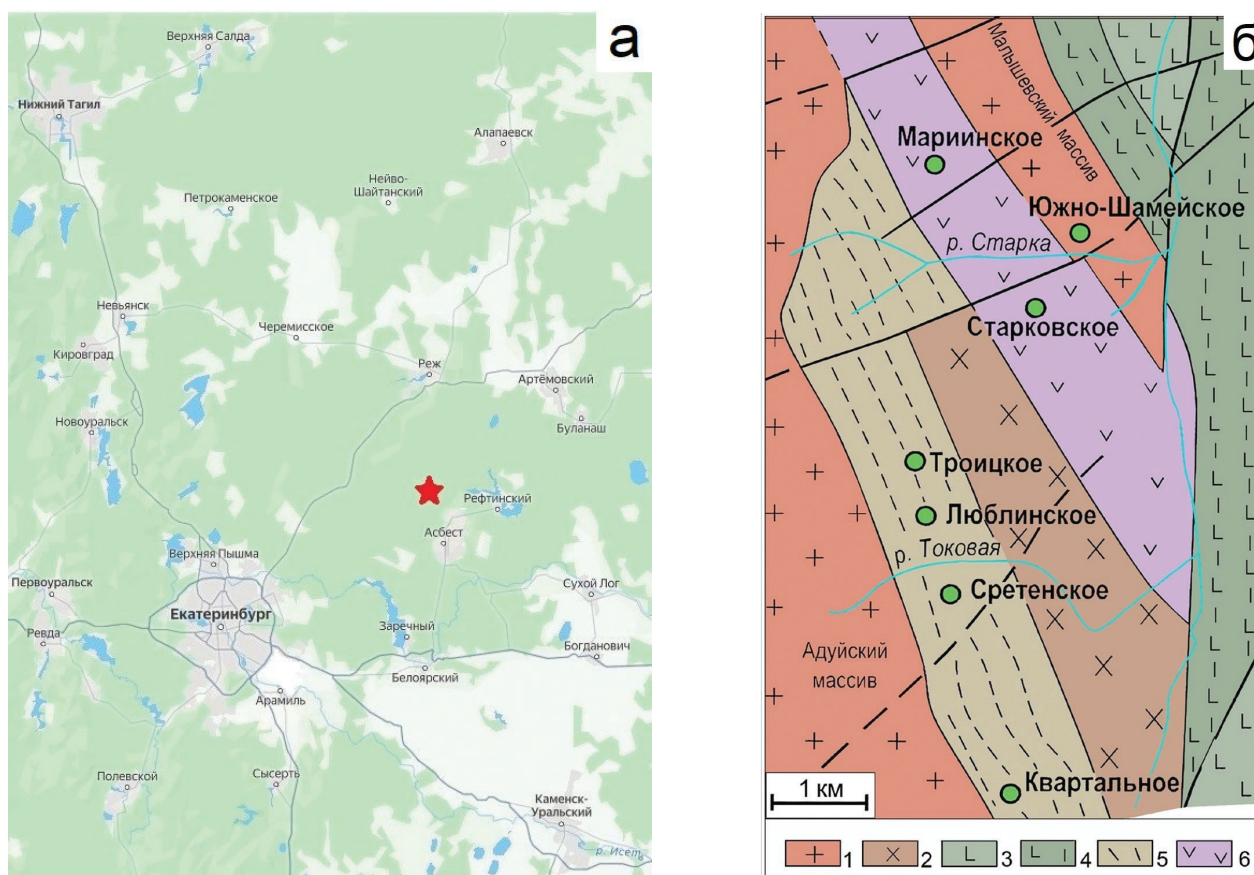 а
Верхняя Салда
Нижний Тагил
Алапаевск
Нейво-
Шайтанский
Петрокаменское
Невьянск
Черемисское
Кировград
Реж
Артёмовский
Новоуральск
Буланаш
Рефтинский
Асбест
Верхняя Пышма
Первоуральск
Сухой Лог
Екатеринбург
Заречный
Ревда
Богданович
Белоярский
Арамиль
Полевской
Сысерть
Каменск-
Уральский
р. Исеть
б
Малышевский
массив
Мариинское
Южно-Шамейское
р. Старка
Старковское
Троицкое
Люблинское
р. Токовая
Сретенское
Адуйский
массив
Квартальное
1 км
1
2
3
4
5
6